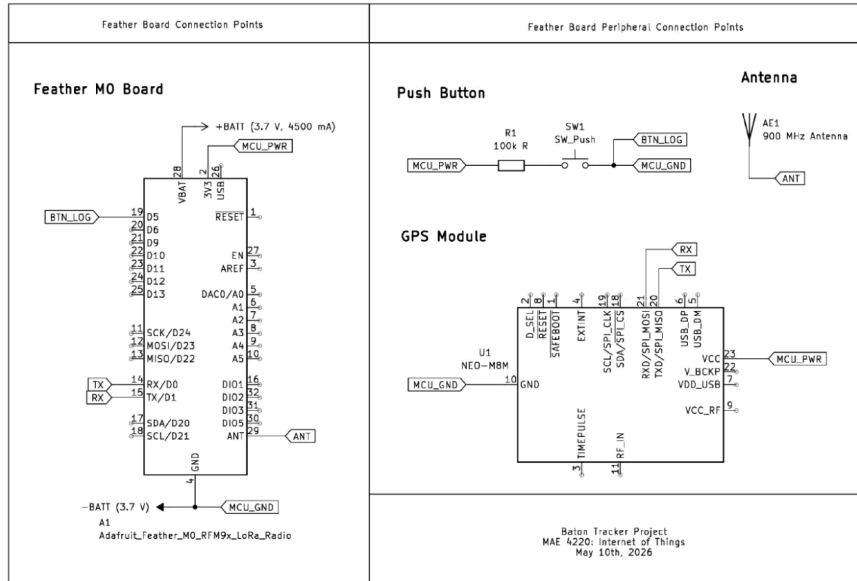 Feather Board Connection Points
Feather Board Peripheral Connection Points
Feather M0 Board
+BATT (3.7 V, 4500 mA)
MCU_PWR
28
2
26
VBAT
3V3
USB
BTN_LOG
19 D5
20 D6
21 D9
22 D10
23 D11
24 D12
25 D13
11 SCK/D24
12 MOSI/D23
13 MISO/D22
TX
14 RX/D0
RX
15 TX/D1
17 SDA/D20
18 SCL/D21
RESET 1
EN 27
AREF 3
DAC0/A0 5
A1 6
A2 7
A3 8
A4 9
A5 10
DIO1 16
DIO2 32
DIO3 31
DIO5 30
ANT 29
ANT
GND
4
-BATT (3.7 V)
MCU_GND
A1
Adafruit_Feather_M0_RFM9x_LoRa_Radio
Push Button
R1
100k R
SW1
SW_Push
BTN_LOG
MCU_PWR
MCU_GND
Antenna
AE1
900 MHz Antenna
ANT
GPS Module
RX
TX
2
8
1
4
19
18
21
20
6
5
D_SEL
RESET
SAFEBOOT
EXTINT
SCL/SPI_CLK
SDA/SPI_CS
RXD/SPI_MOSI
TXD/SPI_MISO
USB_DP
USB_DM
U1
NEO-M8M
MCU_GND
10 GND
VCC 23
MCU_PWR
V_BCKP 22
VDD_USB 7
VCC_RF 9
TIMEPULSE
RF_IN
3
11
Baton Tracker Project
MAE 4220: Internet of Things
May 10th, 2026